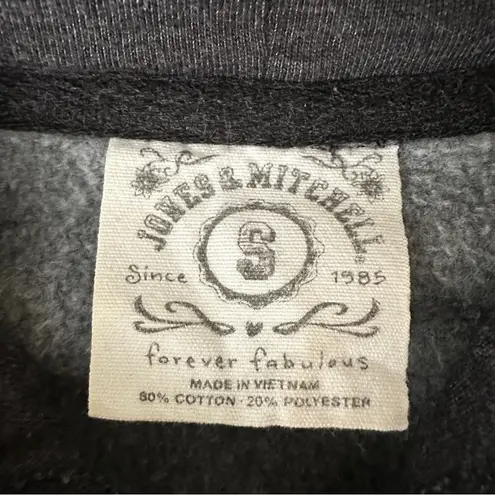 JONES & MITCHELL.
S
Since 1985
forever fabulous
MADE IN VIETNAM
80% COTTON - 20% POLYESTER